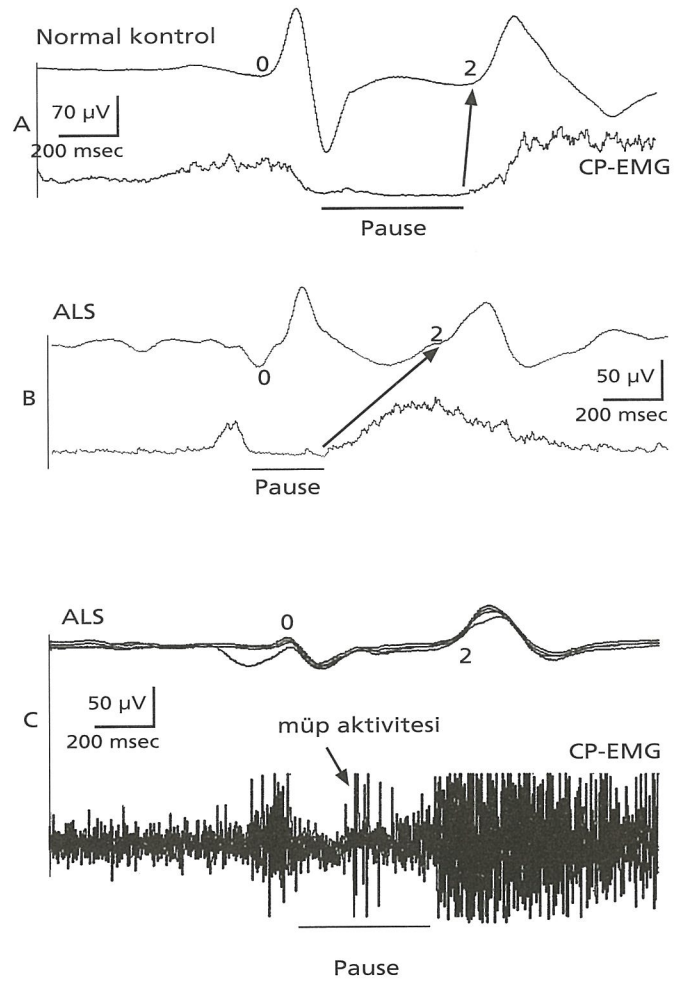 Normal kontrol
0
2
70 µV
A
200 msec
CP-EMG
Pause
ALS
2
0
50 µV
B
200 msec
Pause
ALS
0
2
50 µV
C
200 msec
müp aktivitesi
CP-EMG
Pause